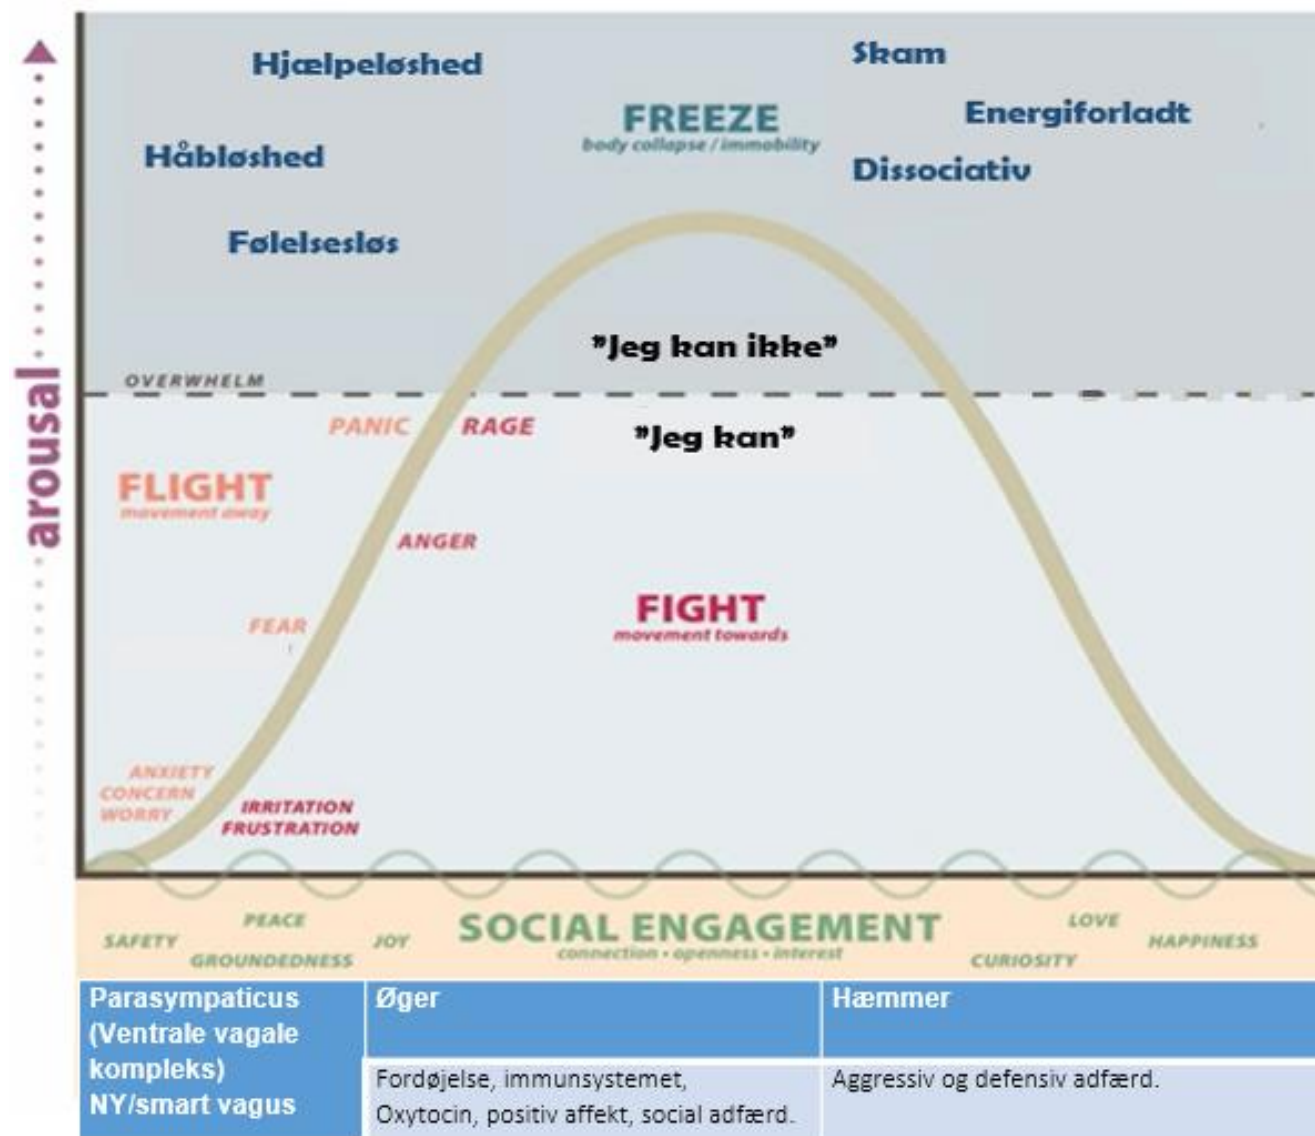 arousal
Hjælpeløshed
Skam
FREEZE
body collapse / immobility
Energiforladt
Håbløshed
Dissociativ
Følelsesløs
"Jeg kan ikke"
OVERWHELM
PANIC
RAGE
"Jeg kan"
FLIGHT
movement away
ANGER
FIGHT
movement towards
FEAR
ANXIETY
CONCERN
WORRY
IRRITATION
FRUSTRATION
SAFETY
PEACE
GROUNDEDNESS
JOY
SOCIAL ENGAGEMENT
connection • openness • interest
LOVE
CURIOSITY
HAPPINESS
Parasympaticus
(Ventrale vagale
kompleks)
NY/smart vagus
Øger
Hæmmer
Fordøjelse, immunsystemet,
Oxytocin, positiv affekt, social adfærd.
Aggressiv og defensiv adfærd.